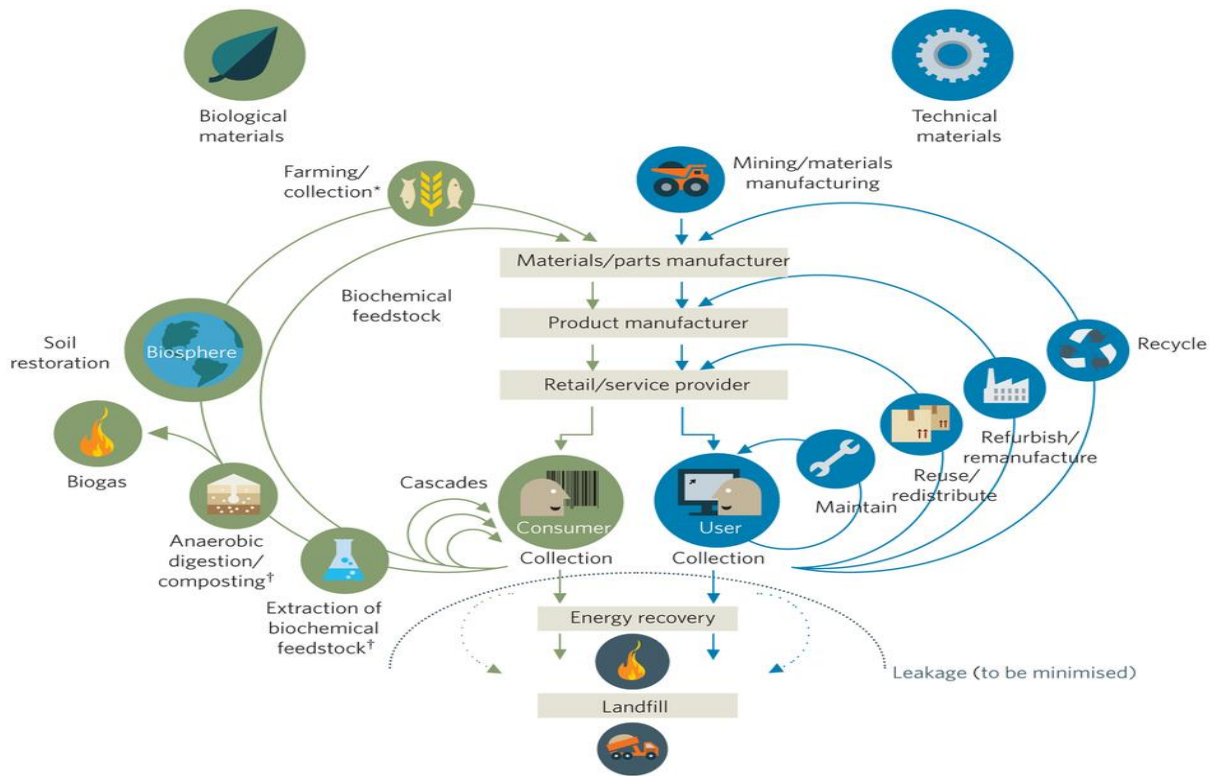 Biological
materials
Technical
materials
Farming/
collection*
Mining/materials
manufacturing
Materials/parts manufacturer
Biochemical
feedstock
Product manufacturer
Soil
restoration
Biosphere
Recycle
Retail/service provider
Refurbish/
remanufacture
Reuse/
redistribute
Biogas
Cascades
Maintain
Consumer
User
Anaerobic
digestion/
composting†
Collection
Collection
Extraction of
biochemical
feedstock†
Energy recovery
Leakage (to be minimised)
Landfill